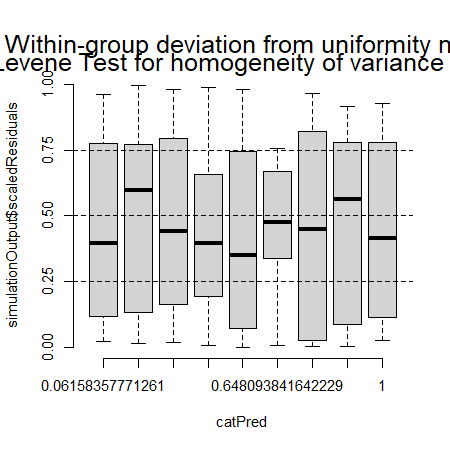 Within-group deviation from uniformity n
Levene Test for homogeneity of variance
simulationOutput$scaledResiduals
1.00
0.75
0.50
0.25
0.00
0.06158357771261 0.648093841642229 1
catPred